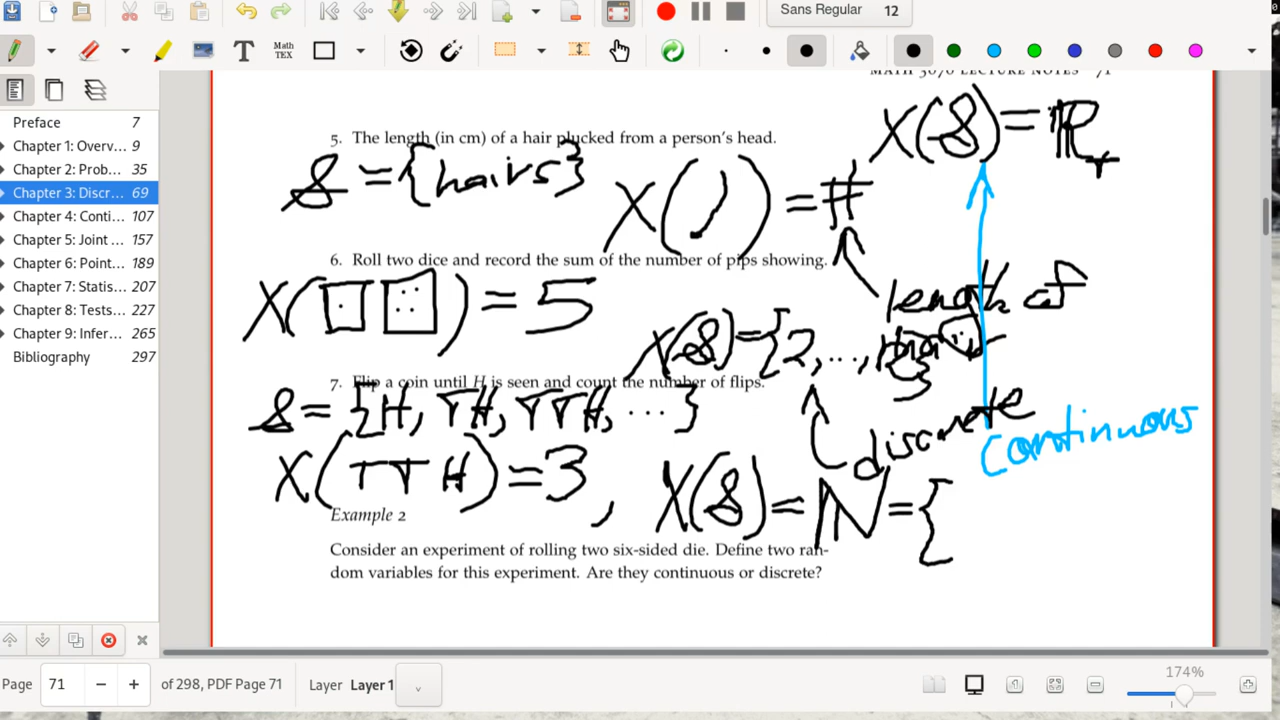 Sans Regular 12
Math TEX
Preface 7
Chapter 1: Overv... 9
Chapter 2: Prob... 35
Chapter 3: Discr... 69
Chapter 4: Conti... 107
Chapter 5: Joint ... 157
Chapter 6: Point... 189
Chapter 7: Statis... 207
Chapter 8: Tests... 227
Chapter 9: Infer... 265
Bibliography 297
MATH 3070 LECTURE NOTES 71
X(S) = ℝ+
5. The length (in cm) of a hair plucked from a person's head.
S = {hairs} X( ) = #
6. Roll two dice and record the sum of the number of pips showing.
length of
X( ) = 5
X(S) = {2, ...,
7. Flip a coin until H is seen and count the number of flips.
S = {H, TH, TTH, ... }
discrete
continuous
X(TTH) = 3, X(S) = ℕ = {
Example 2
Consider an experiment of rolling two six-sided die. Define two ran-
dom variables for this experiment. Are they continuous or discrete?
174%
Page 71 of 298, PDF Page 71 Layer Layer 1